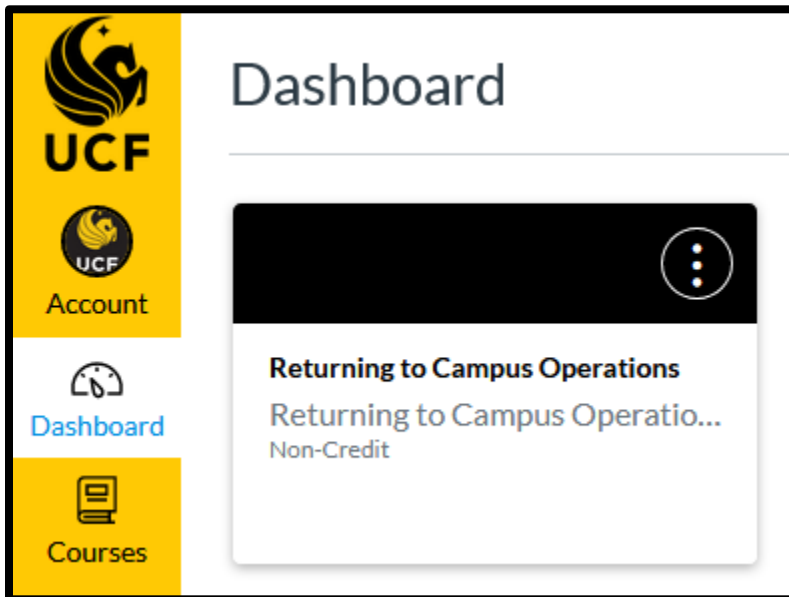 UCF
UCF
Account
Dashboard
Courses
Dashboard
Returning to Campus Operations
Returning to Campus Operatio...
Non-Credit